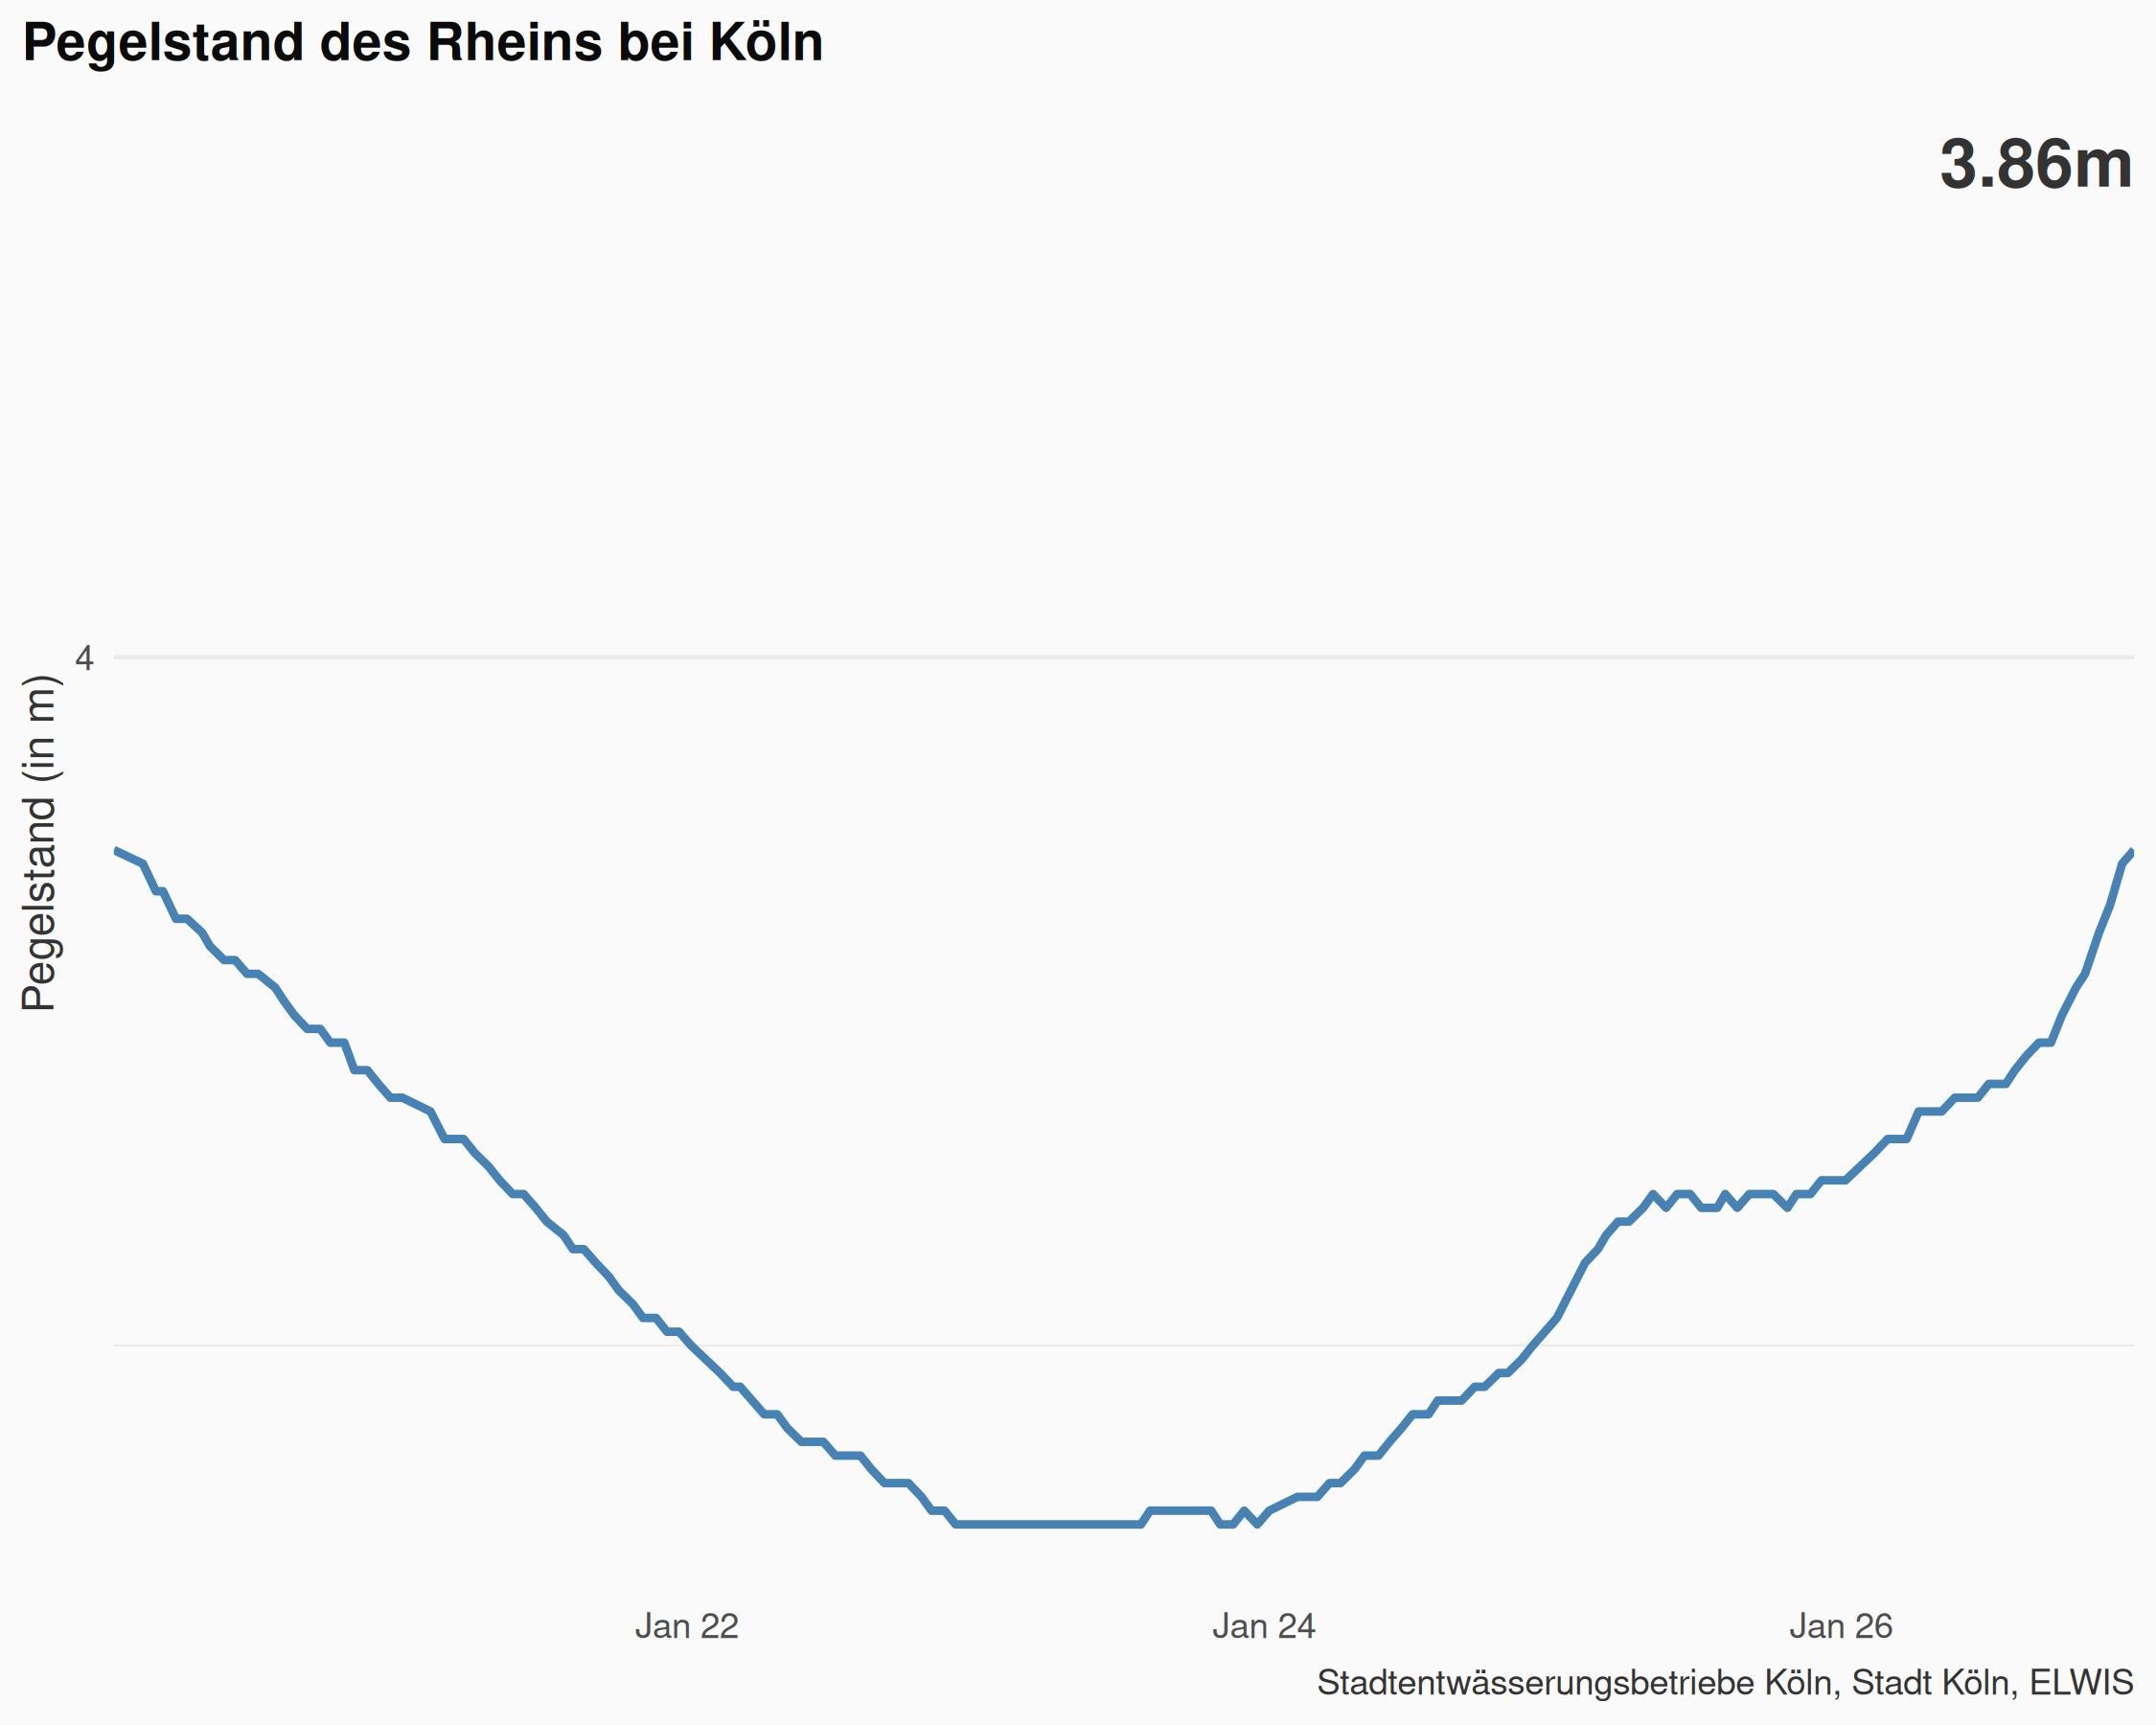 Pegelstand des Rheins bei Köln
3.86m
4
Pegelstand (in m)
Jan 22
Jan 24
Jan 26
Stadtentwässerungsbetriebe Köln, Stadt Köln, ELWIS